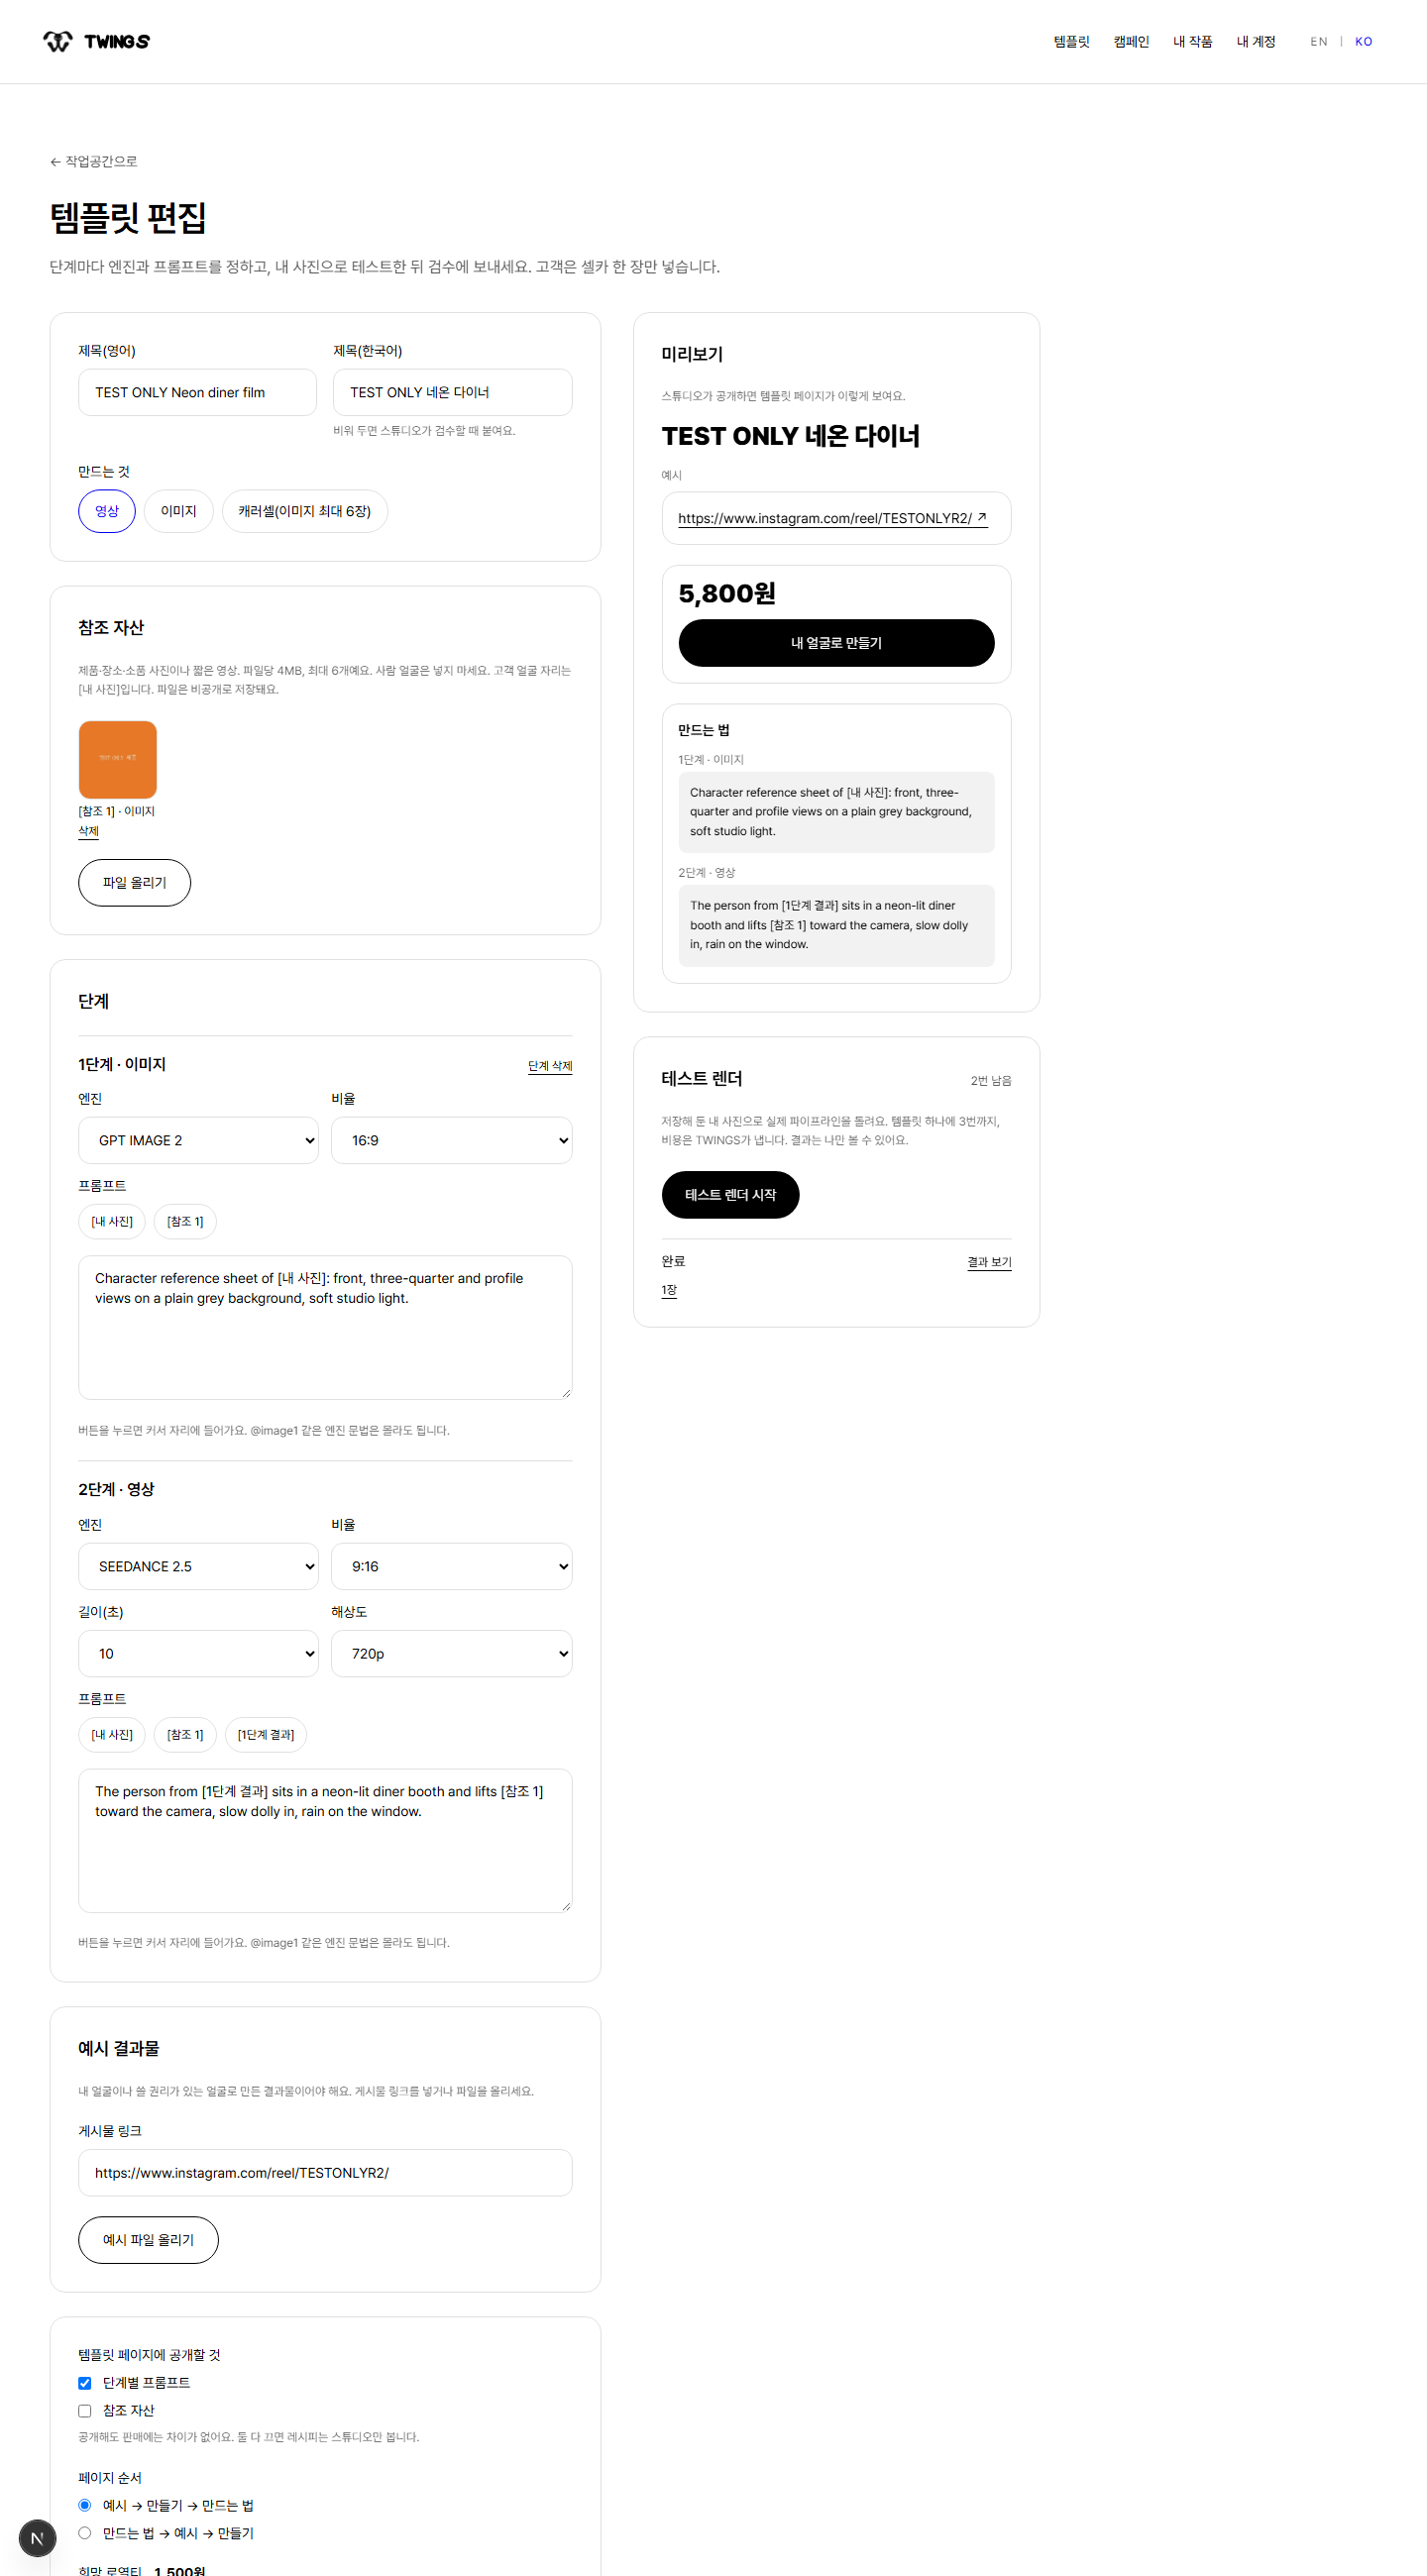 TWINGS
템플릿 캠페인 내 작품 내 계정 EN | KO
← 작업공간으로
템플릿 편집
단계마다 엔진과 프롬프트를 정하고, 내 사진으로 테스트한 뒤 검수에 보내세요. 고객은 셀카 한 장만 넣습니다.
제목(영어)
TEST ONLY Neon diner film
제목(한국어)
TEST ONLY 네온 다이너
비워 두면 스튜디오가 검수할 때 붙여요.
만드는 것
영상 이미지 캐러셀(이미지 최대 6장)
참조 자산
제품·장소·소품 사진이나 짧은 영상. 파일당 4MB, 최대 6개예요. 사람 얼굴은 넣지 마세요. 고객 얼굴 자리는
[내 사진]입니다. 파일은 비공개로 저장돼요.
[참조 1] · 이미지
삭제
파일 올리기
단계
1단계 · 이미지 단계 삭제
엔진 비율
GPT IMAGE 2 16:9
프롬프트
[내 사진] [참조 1]
Character reference sheet of [내 사진]: front, three-quarter and profile
views on a plain grey background, soft studio light.
버튼을 누르면 커서 자리에 들어가요. @image1 같은 엔진 문법은 몰라도 됩니다.
2단계 · 영상
엔진 비율
SEEDANCE 2.5 9:16
길이(초) 해상도
10 720p
프롬프트
[내 사진] [참조 1] [1단계 결과]
The person from [1단계 결과] sits in a neon-lit diner booth and lifts [참조 1]
toward the camera, slow dolly in, rain on the window.
버튼을 누르면 커서 자리에 들어가요. @image1 같은 엔진 문법은 몰라도 됩니다.
예시 결과물
내 얼굴이나 쓸 권리가 있는 얼굴로 만든 결과물이어야 해요. 게시물 링크를 넣거나 파일을 올리세요.
게시물 링크
https://www.instagram.com/reel/TESTONLYR2/
예시 파일 올리기
템플릿 페이지에 공개할 것
단계별 프롬프트
참조 자산
공개해도 판매에는 차이가 없어요. 둘 다 끄면 레시피는 스튜디오만 봅니다.
페이지 순서
예시 → 만들기 → 만드는 법
만드는 법 → 예시 → 만들기
희망 로열티 1,500원
미리보기
스튜디오가 공개하면 템플릿 페이지가 이렇게 보여요.
TEST ONLY 네온 다이너
예시
https://www.instagram.com/reel/TESTONLYR2/ ↗
5,800원
내 얼굴로 만들기
만드는 법
1단계 · 이미지
Character reference sheet of [내 사진]: front, three-
quarter and profile views on a plain grey background,
soft studio light.
2단계 · 영상
The person from [1단계 결과] sits in a neon-lit diner
booth and lifts [참조 1] toward the camera, slow dolly
in, rain on the window.
테스트 렌더 2번 남음
저장해 둔 내 사진으로 실제 파이프라인을 돌려요. 템플릿 하나에 3번까지,
비용은 TWINGS가 냅니다. 결과는 나만 볼 수 있어요.
테스트 렌더 시작
완료 결과 보기
1장
N